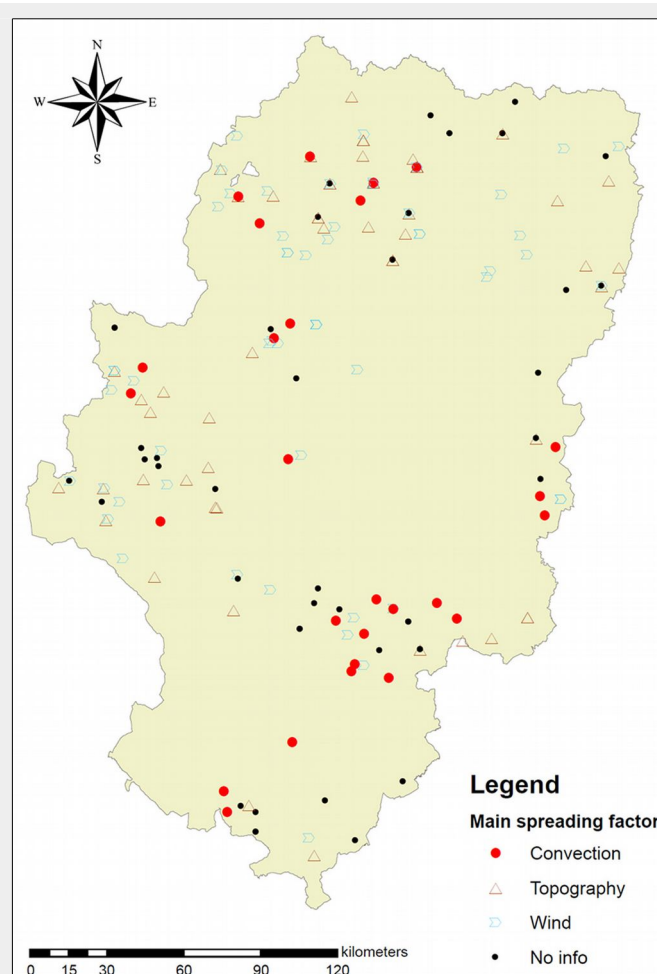 N
W E
S
Legend
Main spreading factor
Convection
Topography
Wind
No info
kilometers
0 15 30 60 90 120